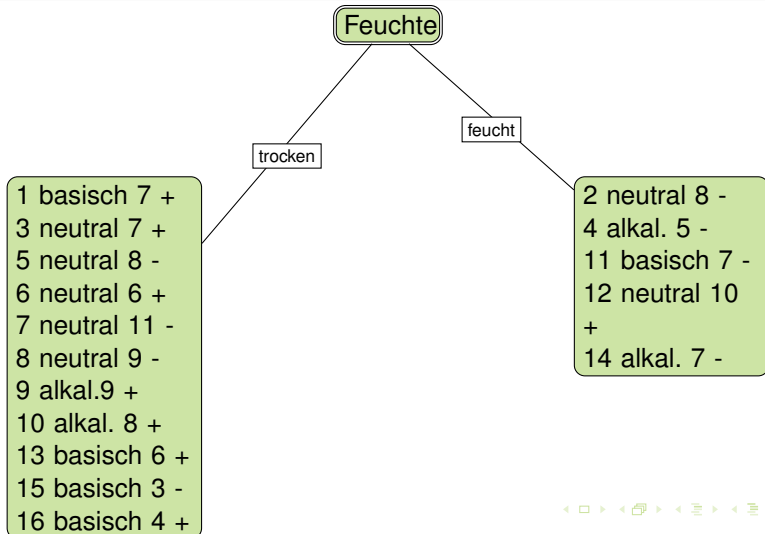 Feuchte
trocken
feucht
1 basisch 7 +
3 neutral 7 +
5 neutral 8 -
6 neutral 6 +
7 neutral 11 -
8 neutral 9 -
9 alkal.9 +
10 alkal. 8 +
13 basisch 6 +
15 basisch 3 -
16 basisch 4 +
2 neutral 8 -
4 alkal. 5 -
11 basisch 7 -
12 neutral 10
+
14 alkal. 7 -